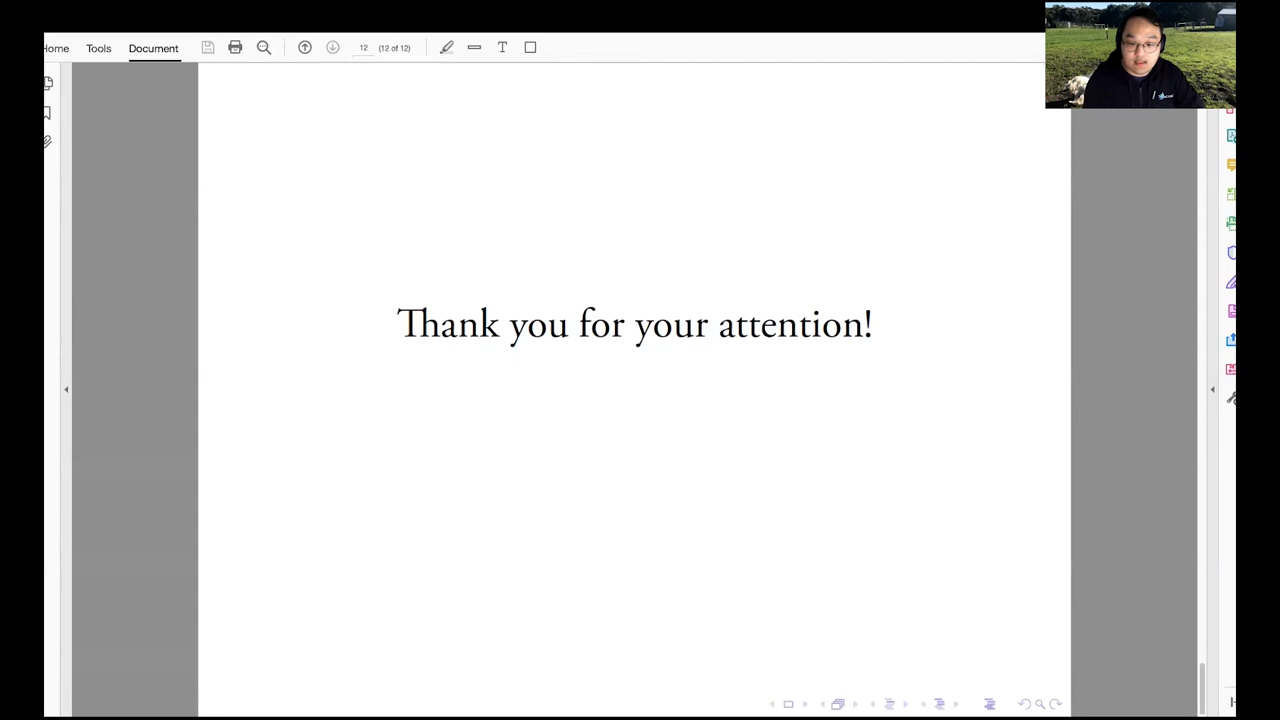 Home Tools Document 12 (12 of 12)
Thank you for your attention!